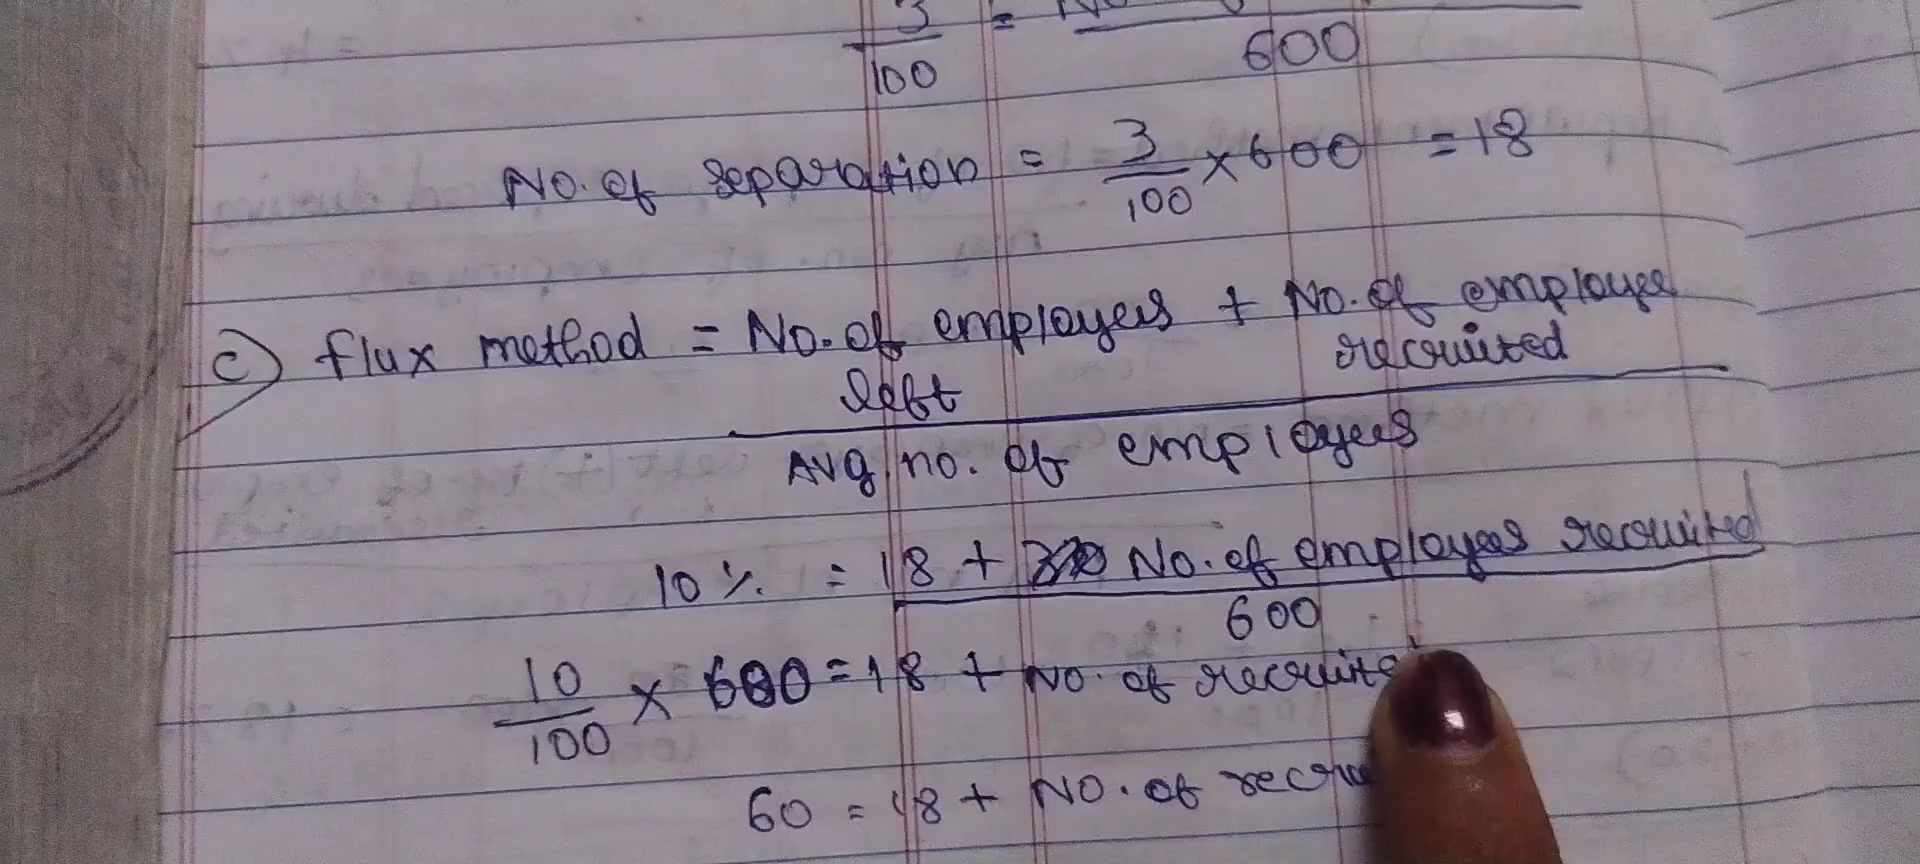 3/100 = 600
No. of separation = 3/100 × 600 = 18
c) flux method = No. of employees left + No. of employee recruited
Avg no. of employees
10% = 18 + No. of employees recruited
600
10/100 × 600 = 18 + No. of
60 = 18 + No. of